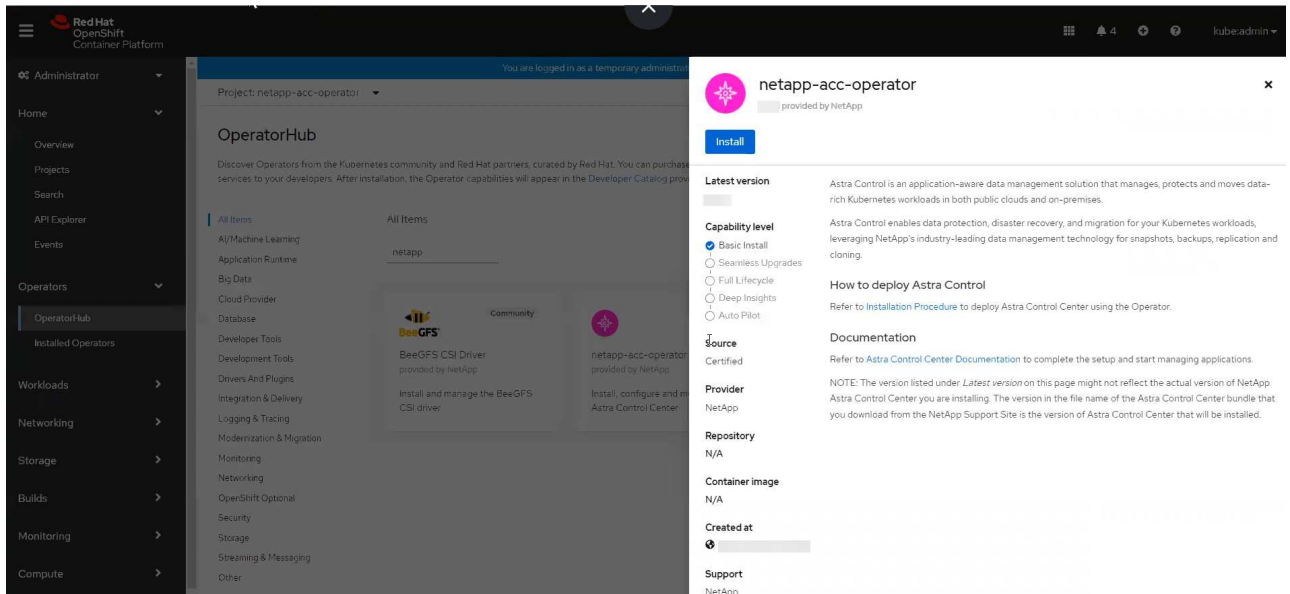 Red Hat
OpenShift
Container Platform
4
kube:admin
Administrator
Home
Overview
Projects
Search
API Explorer
Events
Operators
OperatorHub
Installed Operators
Workloads
Networking
Storage
Builds
Monitoring
Compute
You are logged in as a temporary administrat
Project: netapp-acc-operator
OperatorHub
Discover Operators from the Kubernetes community and Red Hat partners, curated by Red Hat. You can purchase
services to your developers. After installation, the Operator capabilities will appear in the Developer Catalog prov
All Items
AI/Machine Learning
Application Runtime
Big Data
Cloud Provider
Database
Developer Tools
Development Tools
Drivers And Plugins
Integration & Delivery
Logging & Tracing
Modernization & Migration
Monitoring
Networking
OpenShift Optional
Security
Storage
Streaming & Messaging
Other
All Items
netapp
BeeGFS
Community
BeeGFS CSI Driver
provided by NetApp
Install and manage the BeeGFS
CSI driver
netapp-acc-operator
provided by NetApp
Install, configure and m
Astra Control Center
netapp-acc-operator
provided by NetApp
Install
Latest version
Capability level
Basic Install
Seamless Upgrades
Full Lifecycle
Deep Insights
Auto Pilot
Source
Certified
Provider
NetApp
Repository
N/A
Container image
N/A
Created at
Support
NetApp
Astra Control is an application-aware data management solution that manages, protects and moves data-
rich Kubernetes workloads in both public clouds and on-premises.
Astra Control enables data protection, disaster recovery, and migration for your Kubernetes workloads,
leveraging NetApp's industry-leading data management technology for snapshots, backups, replication and
cloning.
How to deploy Astra Control
Refer to Installation Procedure to deploy Astra Control Center using the Operator.
Documentation
Refer to Astra Control Center Documentation to complete the setup and start managing applications.
NOTE: The version listed under Latest version on this page might not reflect the actual version of NetApp
Astra Control Center you are installing. The version in the file name of the Astra Control Center bundle that
you download from the NetApp Support Site is the version of Astra Control Center that will be installed.